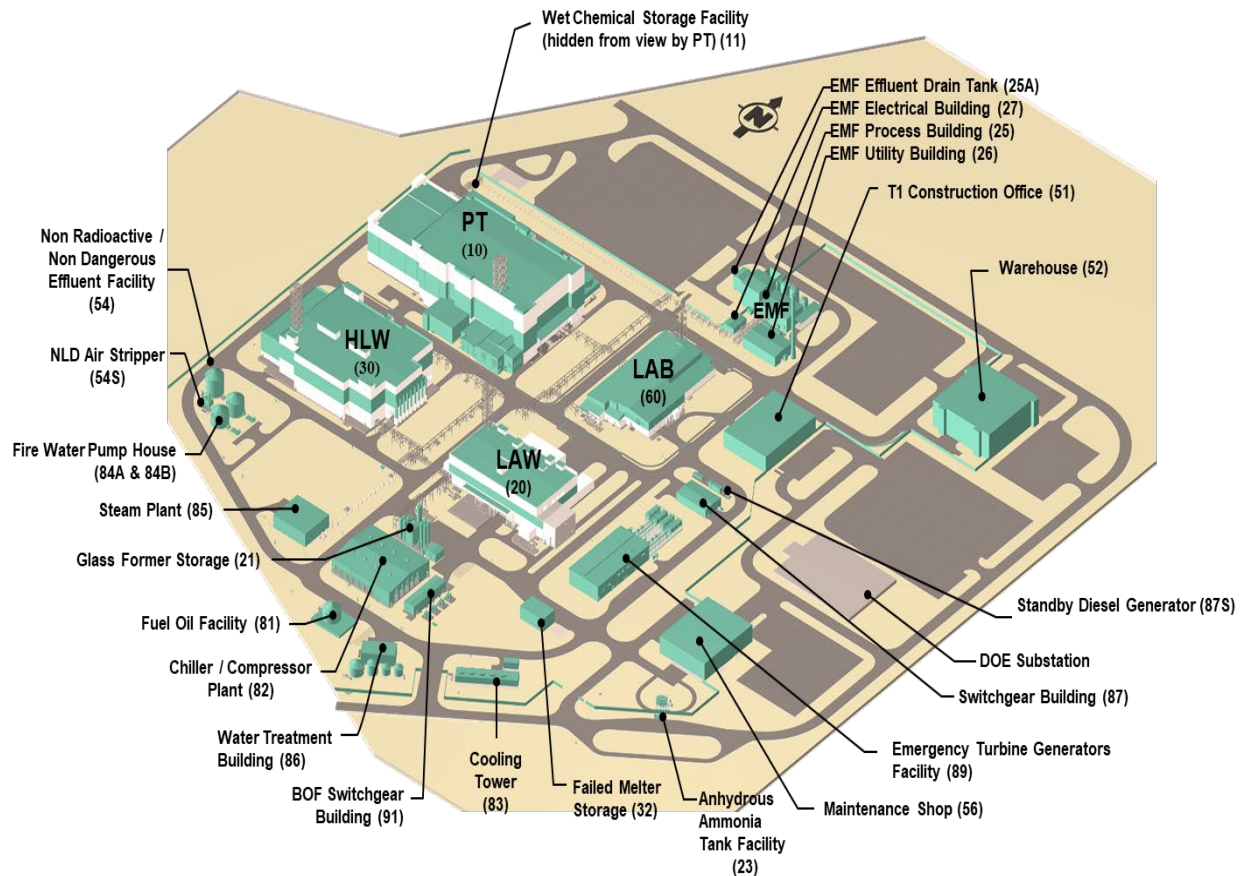 Wet Chemical Storage Facility
(hidden from view by PT) (11)
N
EMF Effluent Drain Tank (25A)
EMF Electrical Building (27)
EMF Process Building (25)
EMF Utility Building (26)
T1 Construction Office (51)
Warehouse (52)
Non Radioactive /
Non Dangerous
Effluent Facility
(54)
NLD Air Stripper
(54S)
Fire Water Pump House
(84A & 84B)
Steam Plant (85)
Glass Former Storage (21)
Fuel Oil Facility (81)
Chiller / Compressor
Plant (82)
Water Treatment
Building (86)
BOF Switchgear
Building (91)
PT
(10)
HLW
(30)
EMF
LAB
(60)
LAW
(20)
Cooling
Tower
(83)
Failed Melter
Storage (32)
Anhydrous
Ammonia
Tank Facility
(23)
Standby Diesel Generator (87S)
DOE Substation
Switchgear Building (87)
Emergency Turbine Generators
Facility (89)
Maintenance Shop (56)